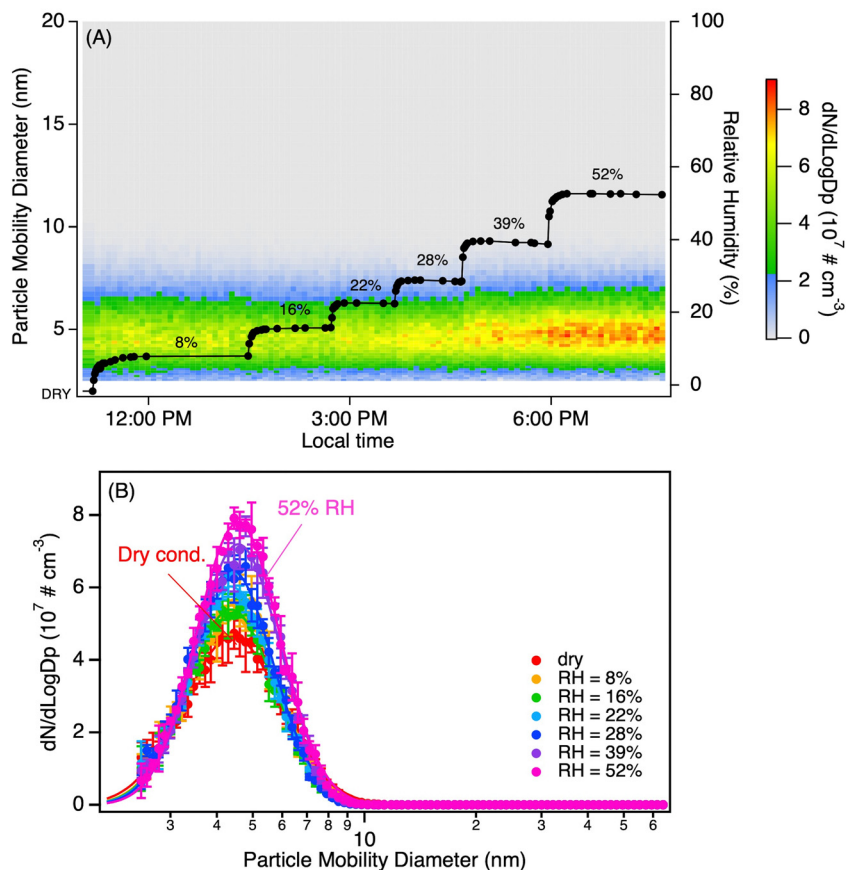 (A)
20
15
10
5
DRY
Particle Mobility Diameter (nm)
8%
16%
22%
28%
39%
52%
100
80
60
40
20
0
Relative Humidity (%)
8
6
4
2
0
dN/dLogDp (10⁷ # cm⁻³)
12:00 PM
3:00 PM
6:00 PM
Local time
(B)
52% RH
Dry cond.
8
6
4
2
0
dN/dLogDp (10⁷ # cm⁻³)
dry
RH = 8%
RH = 16%
RH = 22%
RH = 28%
RH = 39%
RH = 52%
3 4 5 6 7 8 9 10 2 3 4 5 6
Particle Mobility Diameter (nm)